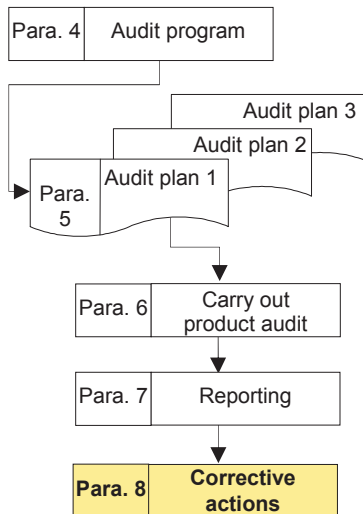 Para. 4 Audit program
Audit plan 3
Audit plan 2
Audit plan 1
Para.
5
Para. 6 Carry out
product audit
Para. 7 Reporting
Para. 8 Corrective
actions